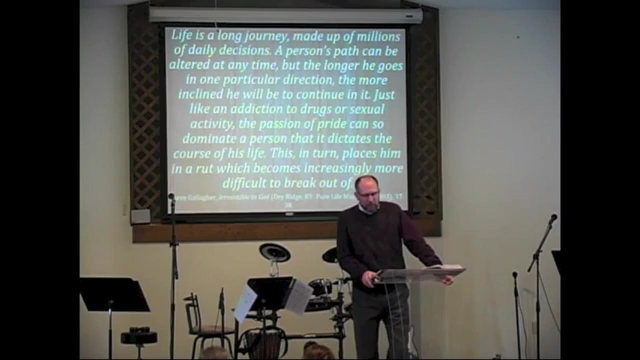 Life is a long journey, made up of millions
of daily decisions. A person's path can be
altered at any time, but the longer he goes
in one particular direction, the more
inclined he will be to continue in it. Just
like an addiction to drugs or sexual
activity, the passion of pride can so
dominate a person that it dictates the
course of his life. This, in turn, places him
in a rut which becomes increasingly more
difficult to break out of.
Steve Gallagher, Irresistible to God (Dry Ridge, KY: Pure Life